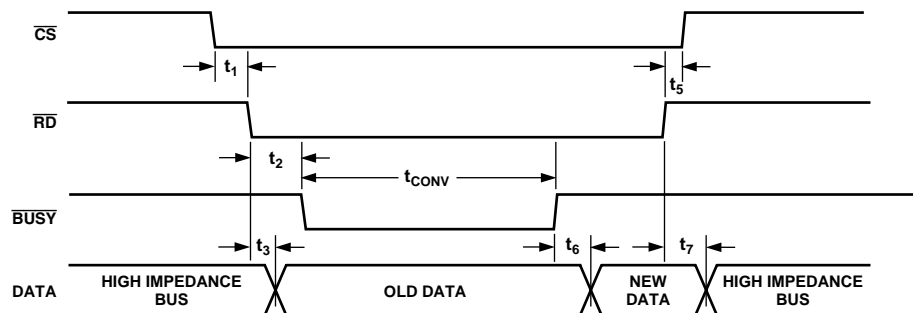 CS
t1
t5
RD
t2
tCONV
BUSY
t3
t6
t7
DATA
HIGH IMPEDANCE
BUS
OLD DATA
NEW
DATA
HIGH IMPEDANCE
BUS